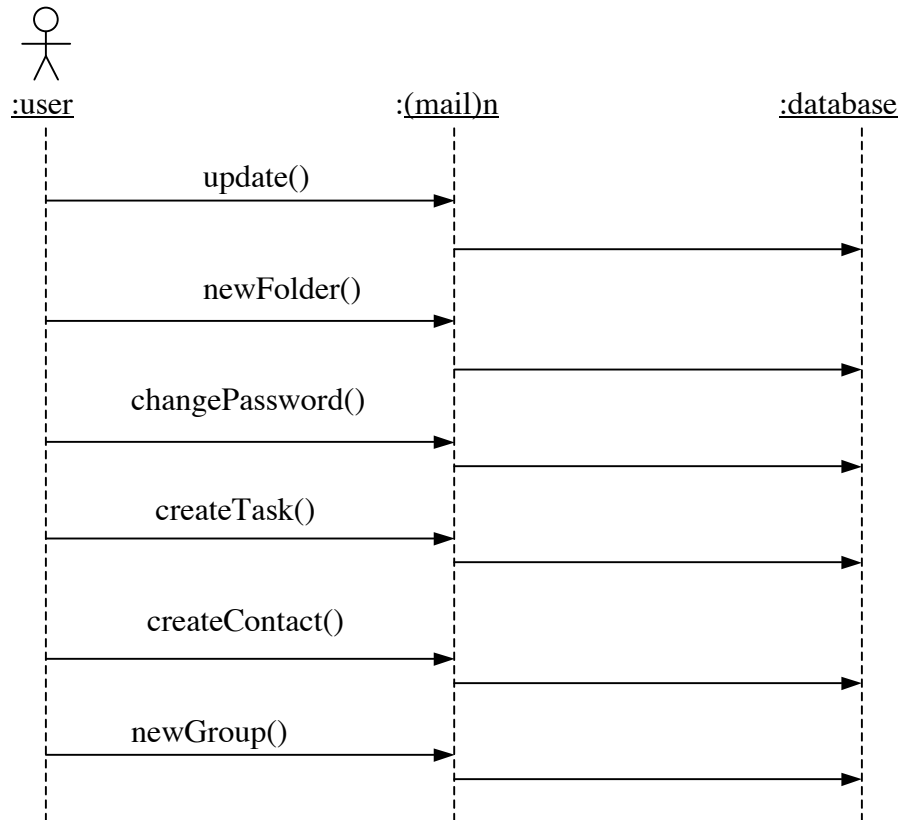 :user :(mail)n :database
update()
newFolder()
changePassword()
createTask()
createContact()
newGroup()